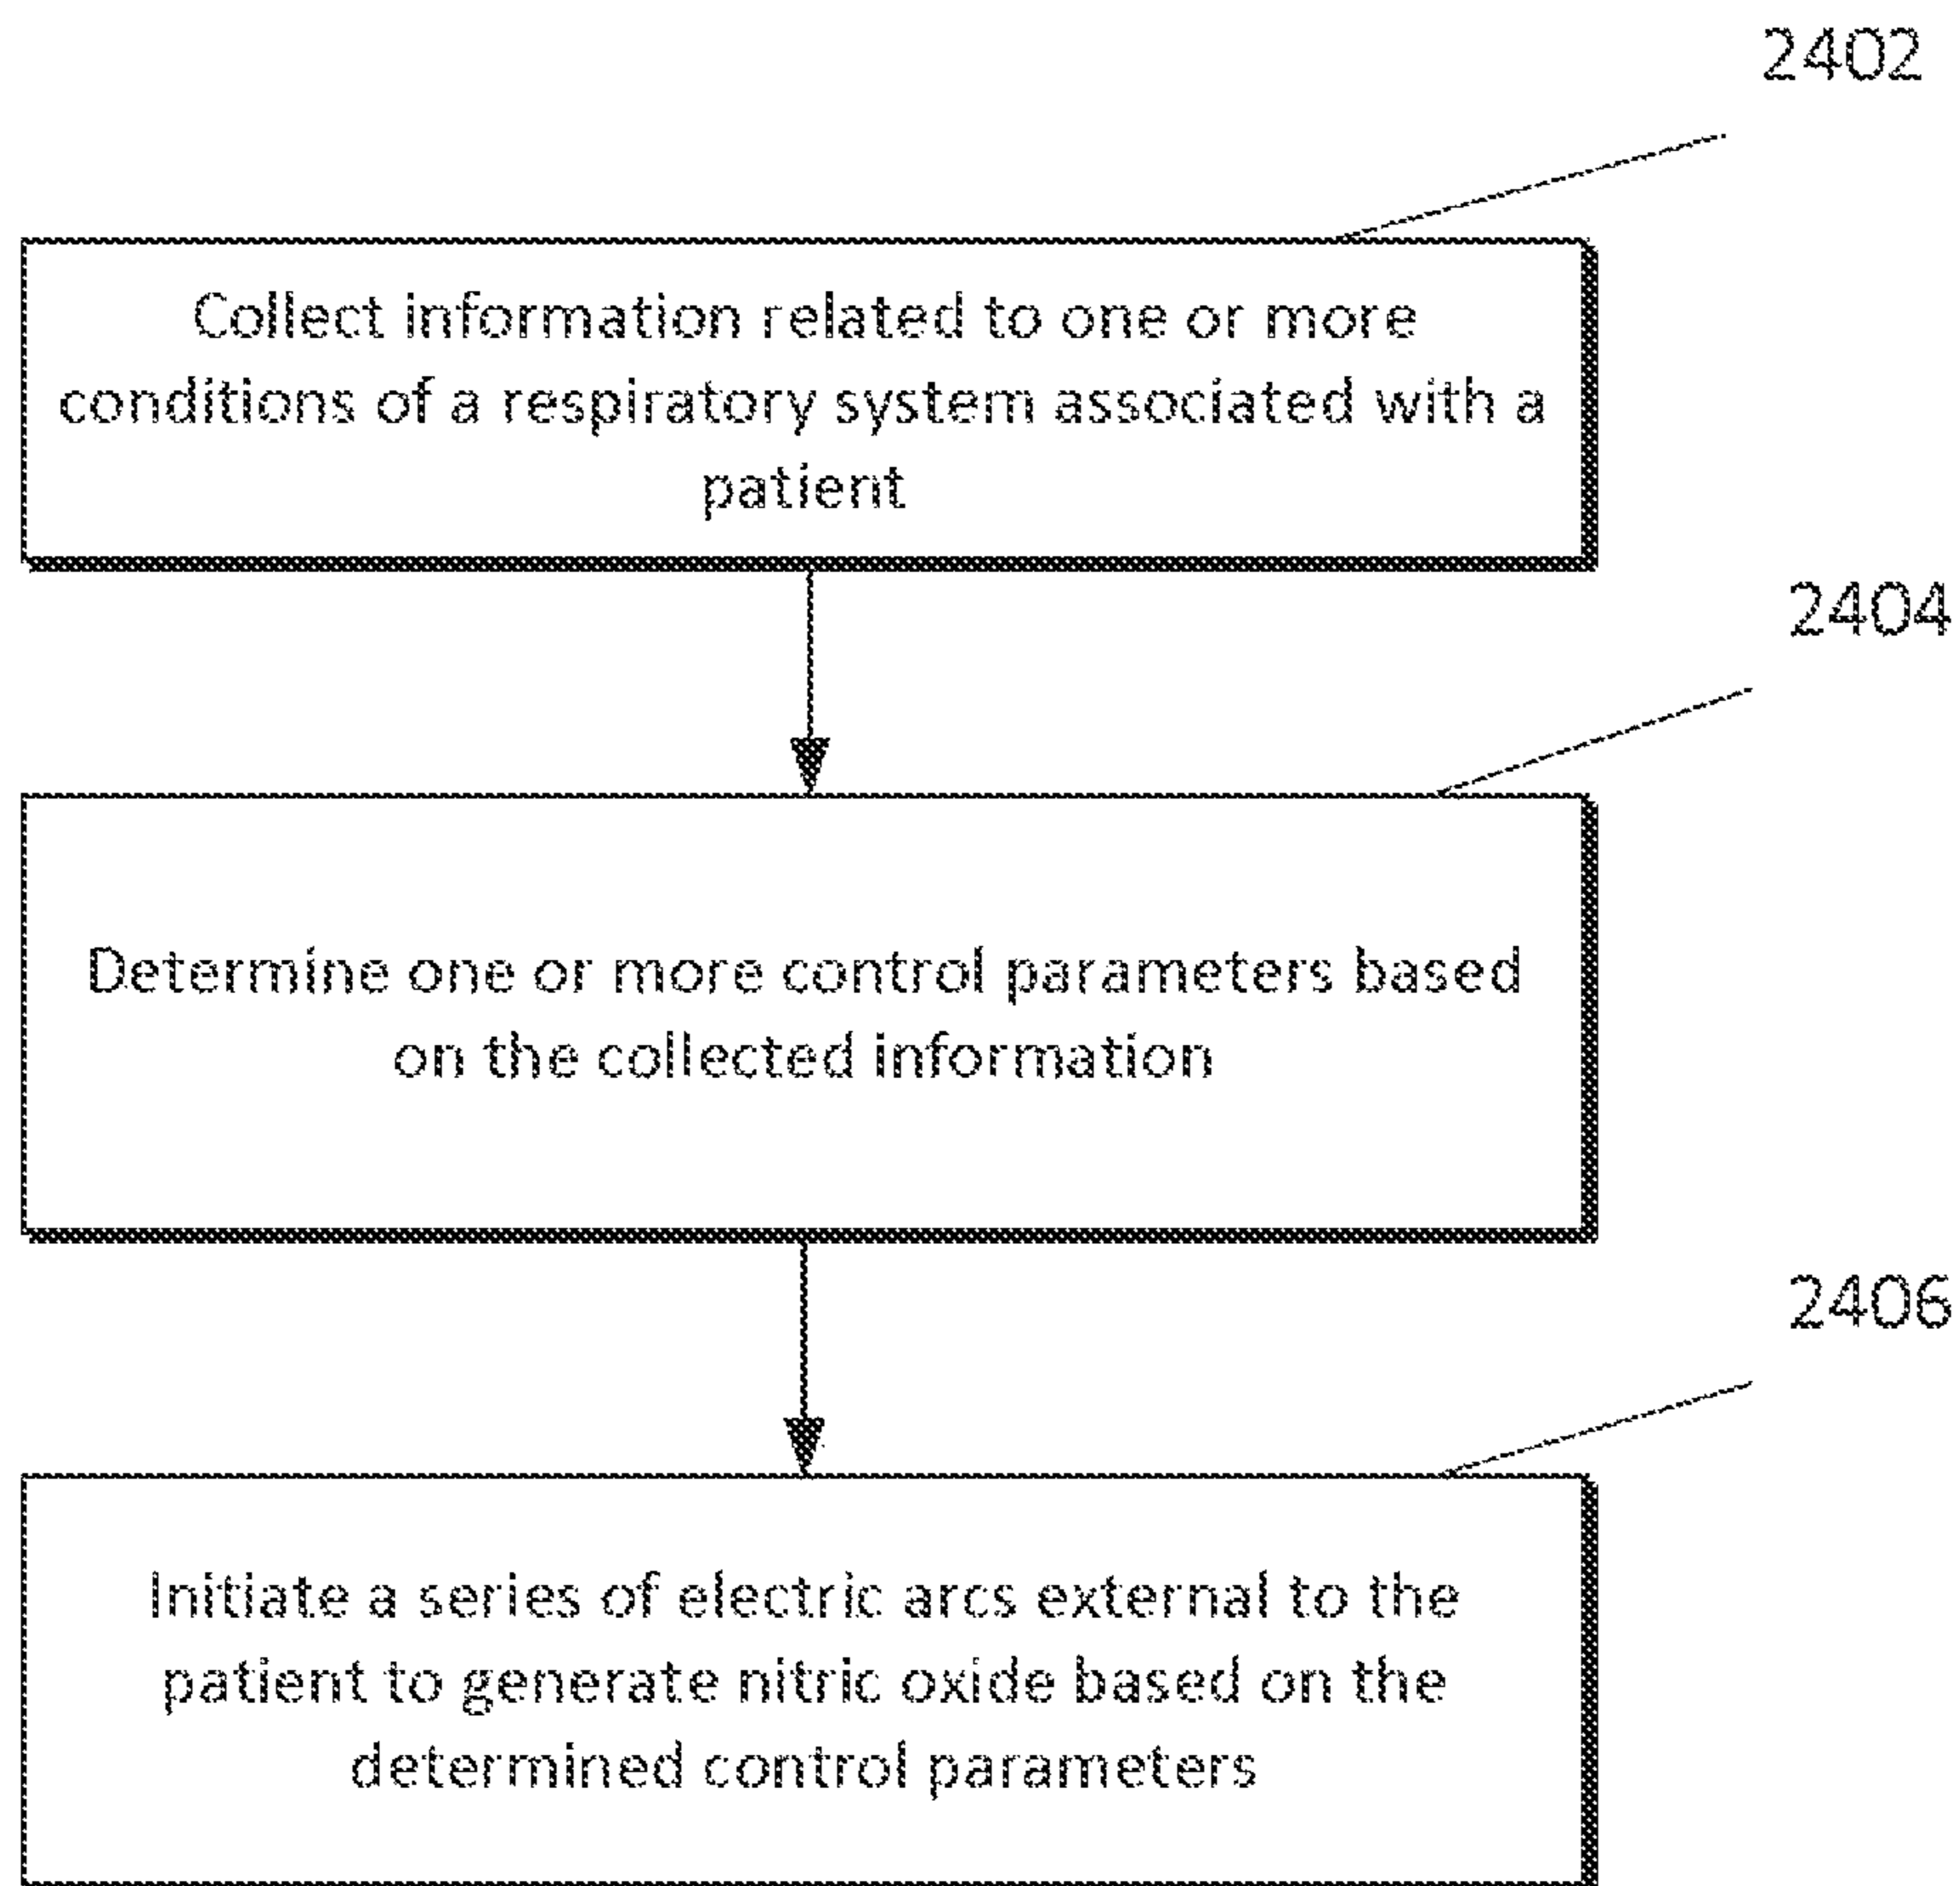 2402
Collect information related to one or more
conditions of a respiratory system associated with a
patient
2404
Determine one or more control parameters based
on the collected information
2406
Initiate a series of electric arcs external to the
patient to generate nitric oxide based on the
determined control parameters